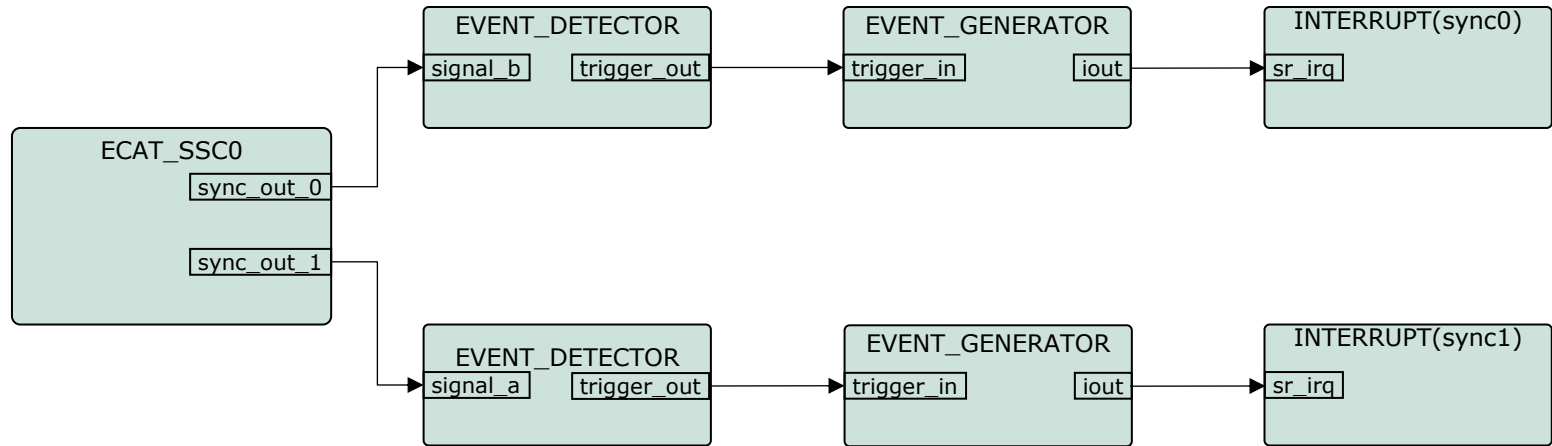 EVENT_DETECTOR
signal_b
trigger_out
EVENT_GENERATOR
trigger_in
iout
INTERRUPT(sync0)
sr_irq
ECAT_SSC0
sync_out_0
sync_out_1
EVENT_DETECTOR
signal_a
trigger_out
EVENT_GENERATOR
trigger_in
iout
INTERRUPT(sync1)
sr_irq